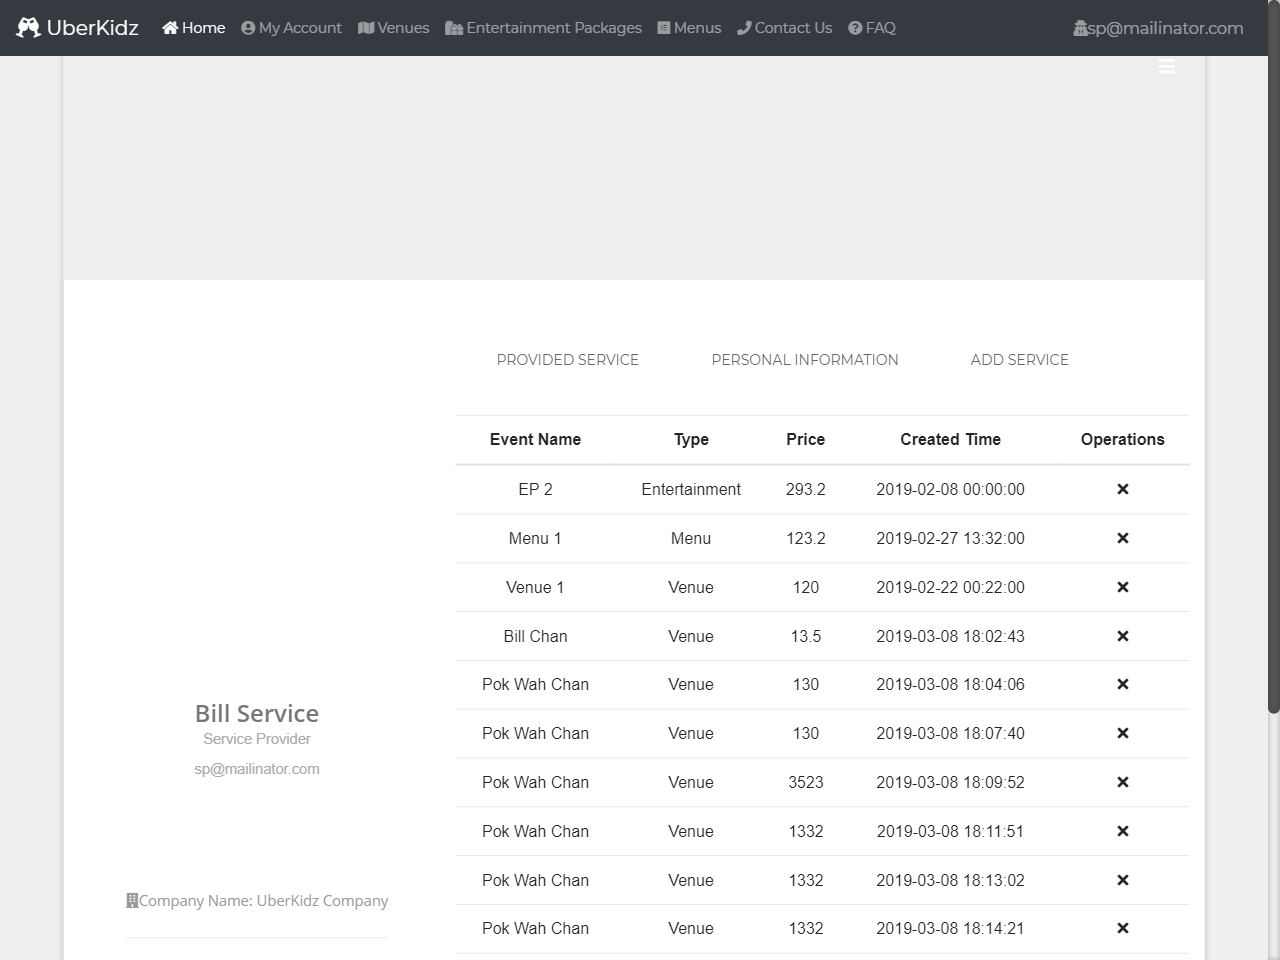 UberKidz Home My Account Venues Entertainment Packages Menus Contact Us FAQ sp@mailinator.com
PROVIDED SERVICE PERSONAL INFORMATION ADD SERVICE
Event Name Type Price Created Time Operations
EP 2 Entertainment 293.2 2019-02-08 00:00:00
Menu 1 Menu 123.2 2019-02-27 13:32:00
Venue 1 Venue 120 2019-02-22 00:22:00
Bill Chan Venue 13.5 2019-03-08 18:02:43
Pok Wah Chan Venue 130 2019-03-08 18:04:06
Pok Wah Chan Venue 130 2019-03-08 18:07:40
Pok Wah Chan Venue 3523 2019-03-08 18:09:52
Pok Wah Chan Venue 1332 2019-03-08 18:11:51
Pok Wah Chan Venue 1332 2019-03-08 18:13:02
Pok Wah Chan Venue 1332 2019-03-08 18:14:21
Bill Service
Service Provider
sp@mailinator.com
Company Name: UberKidz Company